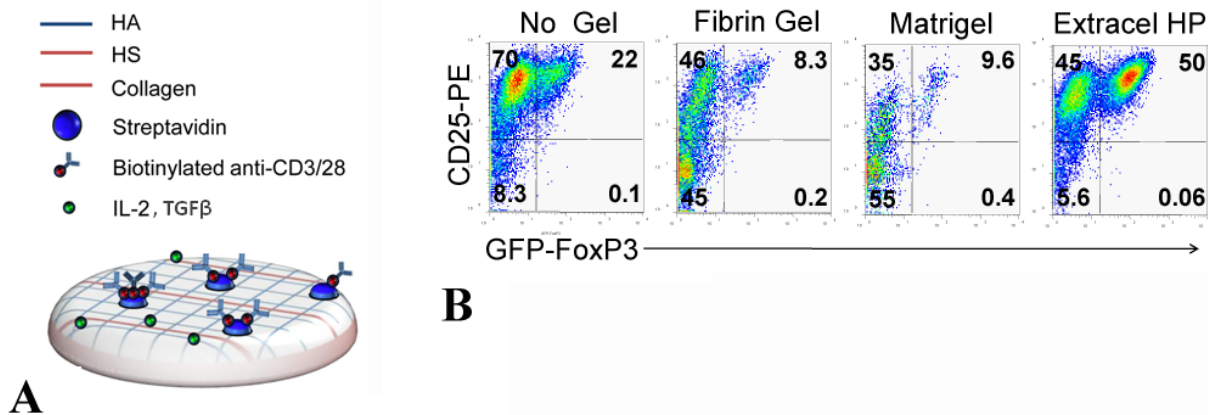 HA
HS
Collagen
Streptavidin
Biotinylated anti-CD3/28
IL-2, TGFβ
A
No Gel
Fibrin Gel
Matrigel
Extracel HP
CD25-PE
70 22
8.3 0.1
46 8.3
45 0.2
35 9.6
55 0.4
45 50
5.6 0.06
GFP-FoxP3
B